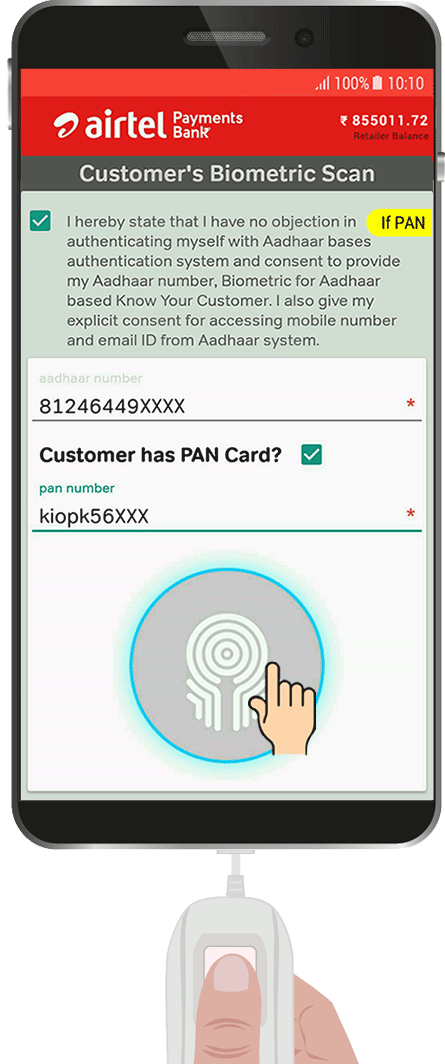 100% 10:10
airtel Payments Bank
₹ 855011.72
Retailer Balance
Customer's Biometric Scan
I hereby state that I have no objection in If PAN
authenticating myself with Aadhaar bases
authentication system and consent to provide
my Aadhaar number, Biometric for Aadhaar
based Know Your Customer. I also give my
explicit consent for accessing mobile number
and email ID from Aadhaar system.
aadhaar number
81246449XXXX *
Customer has PAN Card?
pan number
kiopk56XXX *